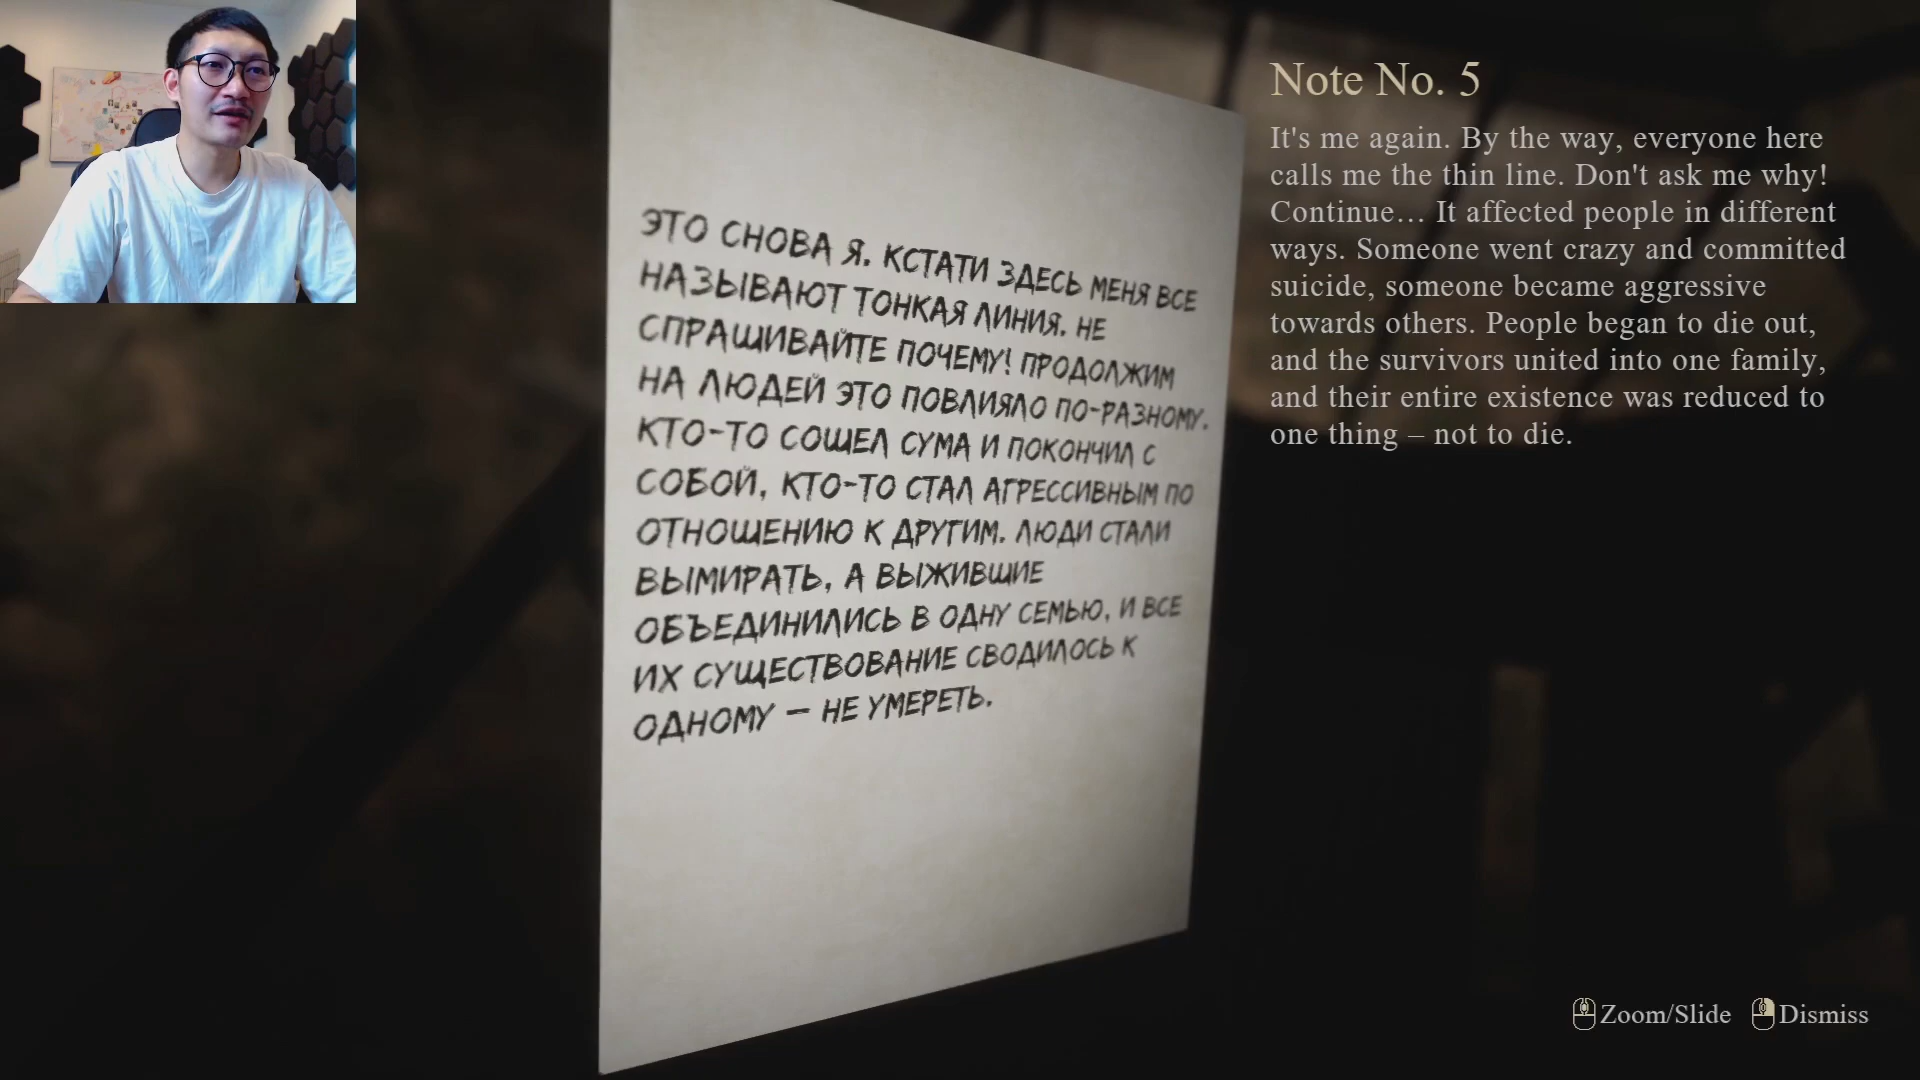 ЭТО СНОВА Я. КСТАТИ ЗДЕСЬ МЕНЯ ВСЕ
НАЗЫВАЮТ ТОНКАЯ ЛИНИЯ. НЕ
СПРАШИВАЙТЕ ПОЧЕМУ! ПРОДОЛЖИМ
НА ЛЮДЕЙ ЭТО ПОВЛИЯЛО ПО-РАЗНОМУ.
КТО-ТО СОШЕЛ СУМА И ПОКОНЧИЛ С
СОБОЙ, КТО-ТО СТАЛ АГРЕССИВНЫМ ПО
ОТНОШЕНИЮ К ДРУГИМ. ЛЮДИ СТАЛИ
ВЫМИРАТЬ, А ВЫЖИВШИЕ
ОБЪЕДИНИЛИСЬ В ОДНУ СЕМЬЮ, И ВСЕ
ИХ СУЩЕСТВОВАНИЕ СВОДИЛОСЬ К
ОДНОМУ — НЕ УМЕРЕТЬ.
Note No. 5
It's me again. By the way, everyone here
calls me the thin line. Don't ask me why!
Continue... It affected people in different
ways. Someone went crazy and committed
suicide, someone became aggressive
towards others. People began to die out,
and the survivors united into one family,
and their entire existence was reduced to
one thing – not to die.
Zoom/Slide Dismiss